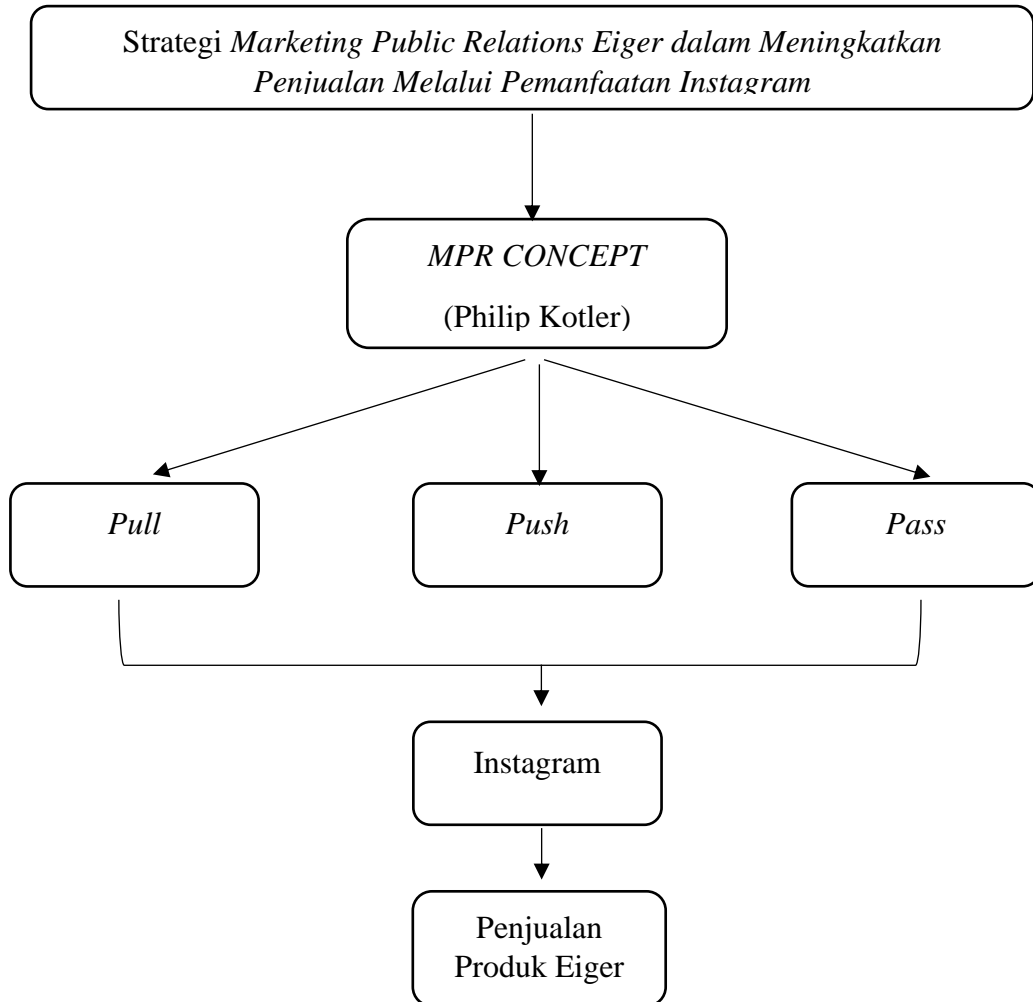 Strategi Marketing Public Relations Eiger dalam Meningkatkan
Penjualan Melalui Pemanfaatan Instagram
MPR CONCEPT
(Philip Kotler)
Pull
Push
Pass
Instagram
Penjualan
Produk Eiger